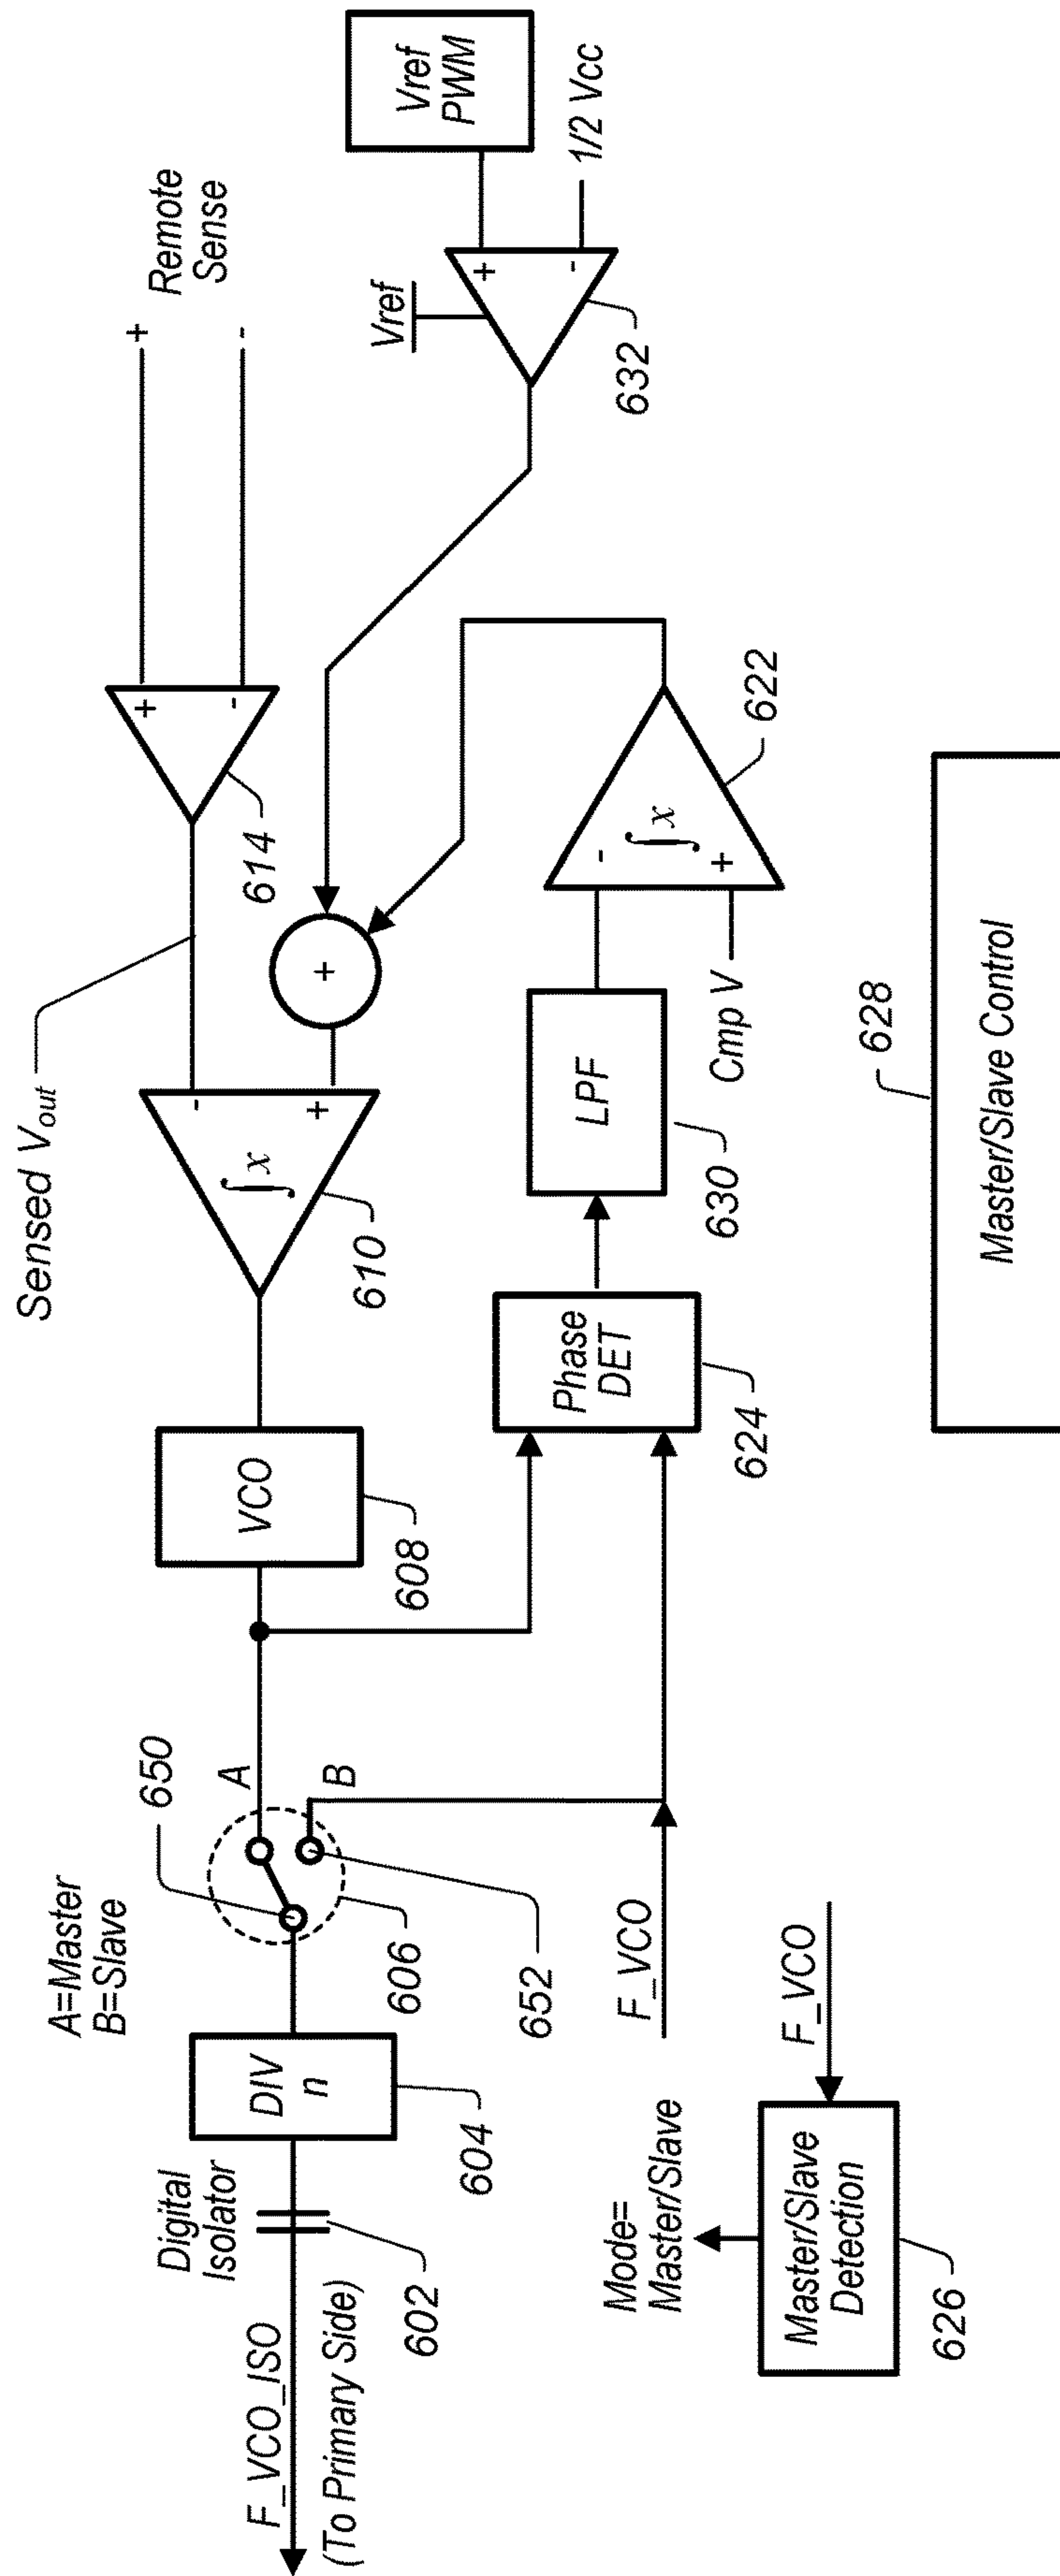 Sensed Vout
+
-
Remote
Sense
+
-
614
-
+
∫x
610
+
VCO
608
A=Master
B=Slave
650
A
B
606
652
DIV
n
604
Digital
Isolator
602
F_VCO_ISO
(To Primary Side)
Vref
PWM
1/2 Vcc
Vref
+
-
632
-
∫x
+
622
Cmp V
LPF
630
Phase
DET
624
F_VCO
F_VCO
Mode=
Master/Slave
Master/Slave
Detection
626
628
Master/Slave Control